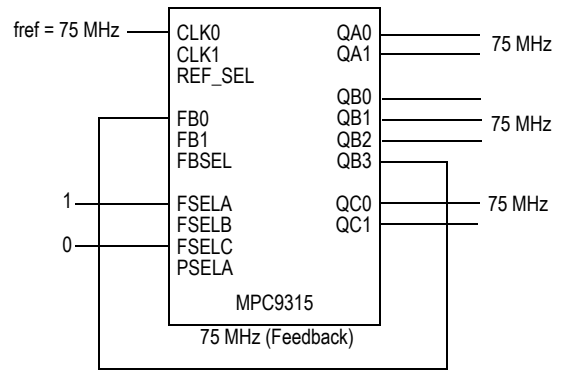 fref = 75 MHz
CLK0
CLK1
REF_SEL
FB0
FB1
FBSEL
1
FSELA
FSELB
0
FSELC
PSELA
QA0
QA1
75 MHz
QB0
QB1
QB2
QB3
75 MHz
QC0
QC1
75 MHz
MPC9315
75 MHz (Feedback)